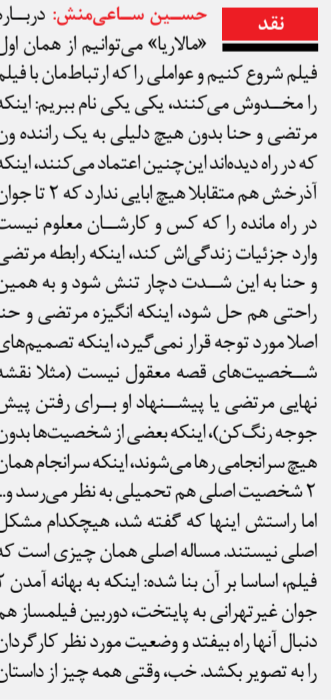 نقد
حسین ساعی‌منش: درباره
«مالاریا» می‌توانیم از همان اول
فیلم شروع کنیم و عواملی را که ارتباط‌مان با فیلم
را مخدوش می‌کنند، یکی یکی نام ببریم: اینکه
مرتضی و حنا بدون هیچ دلیلی به یک راننده ون
که در راه دیده‌اند این‌چنین اعتماد می‌کنند، اینکه
آذرخش هم متقابلا هیچ ابایی ندارد که ۲ تا جوان
در راه مانده را که کس و کارشان معلوم نیست
وارد جزئیات زندگی‌اش کند، اینکه رابطه مرتضی
و حنا به این شدت دچار تنش شود و به همین
راحتی هم حل شود، اینکه انگیزه مرتضی و حنا
اصلا مورد توجه قرار نمی‌گیرد، اینکه تصمیم‌های
شخصیت‌های قصه معقول نیست (مثلا نقشه
نهایی مرتضی یا پیشنهاد او برای رفتن پیش
جوجه رنگ‌کن)، اینکه بعضی از شخصیت‌ها بدون
هیچ سرانجامی رها می‌شوند، اینکه سرانجام همان
۲ شخصیت اصلی هم تحمیلی به نظر می‌رسد و...
اما راستش اینها که گفته شد، هیچکدام مشکل
اصلی نیستند. مساله اصلی همان چیزی است که
فیلم، اساسا بر آن بنا شده: اینکه به بهانه آمدن ۲
جوان غیرتهرانی به پایتخت، دوربین فیلمساز هم
دنبال آنها راه بیفتد و وضعیت مورد نظر کارگردان
را به تصویر بکشد. خب، وقتی همه چیز از داستان